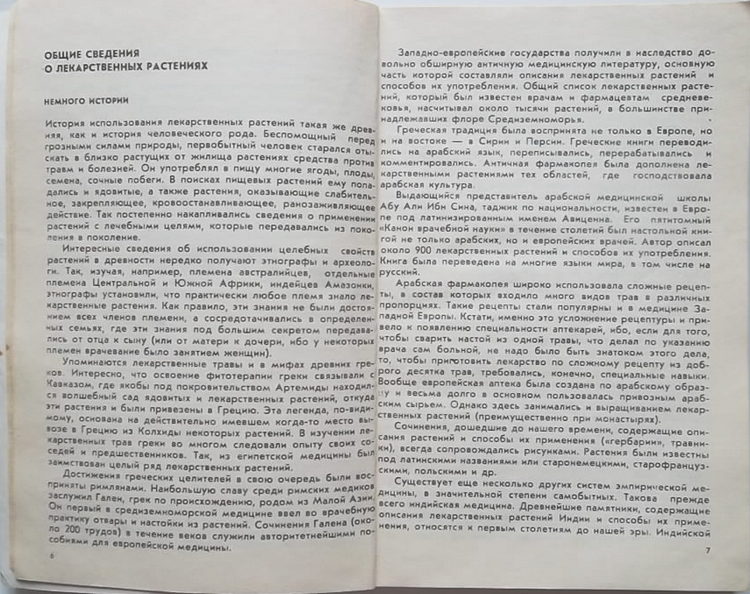 ОБЩИЕ СВЕДЕНИЯ
О ЛЕКАРСТВЕННЫХ РАСТЕНИЯХ
НЕМНОГО ИСТОРИИ
История использования лекарственных растений такая же древ-
няя, как и история человеческого рода. Беспомощный перед
грозными силами природы, первобытный человек старался оты-
скать в близко растущих от жилища растениях средства против
травм и болезней. Он употреблял в пищу многие ягоды, плоды,
семена, сочные побеги. В поисках пищевых растений ему попа-
дались и ядовитые, а также растения, оказывающие слабитель-
ное, закрепляющее, кровоостанавливающее, ранозаживляющее
действие. Так постепенно накапливались сведения о применении
растений с лечебными целями, которые передавались из поко-
ления в поколение.
Интересные сведения об использовании целебных свойств
растений в древности нередко получают этнографы и археоло-
ги. Так, изучая, например, племена австралийцев, отдельные
племена Центральной и Южной Африки, индейцев Амазонки,
этнографы установили, что практически любое племя знало ле-
карственные растения. Как правило, эти знания не были достоя-
нием всех членов племени, а сосредотачивались в определен-
ных семьях, где эти знания под большим секретом передава-
лись от отца к сыну (или от матери к дочери, ибо у некоторых
племен врачевание было занятием женщин).
Упоминаются лекарственные травы и в мифах древних гре-
ков. Интересно, что освоение фитотерапии греки связывали с
Кавказом, где якобы под покровительством Артемиды находил-
ся волшебный сад ядовитых и лекарственных растений, откуда
эти растения и были привезены в Грецию. Эта легенда, по-види-
мому, основана на действительно имевшем когда-то место вы-
возе в Грецию из Колхиды некоторых растений. В изучении ле-
карственных трав греки во многом следовали опыту своих со-
седей и предшественников. Так, из египетской медицины был
заимствован целый ряд лекарственных растений.
Достижения греческих целителей в свою очередь были вос-
приняты римлянами. Наибольшую славу среди римских медиков
заслужил Гален, грек по происхождению, родом из Малой Азии.
Он первый в средиземноморской медицине ввел во врачебную
практику отвары и настойки из растений. Сочинения Галена (око-
ло 200 трудов) в течение веков служили авторитетнейшими по-
собиями для европейской медицины.
6
Западно-европейские государства получили в наследство до-
вольно обширную античную медицинскую литературу, основную
часть которой составляли описания лекарственных растений и
способов их употребления. Общий список лекарственных расте-
ний, который был известен врачам и фармацевтам средневе-
ковья, насчитывал около тысячи растений, в большинстве при-
надлежавших флоре Средиземноморья.
Греческая традиция была воспринята не только в Европе, но
и на востоке — в Сирии и Персии. Греческие книги переводи-
лись на арабский язык, переписывались, перерабатывались и
комментировались. Античная фармакопея была дополнена ле-
карственными растениями тех областей, где господствовала
арабская культура.
Выдающийся представитель арабской медицинской школы
Абу Али Ибн Сина, таджик по национальности, известен в Евро-
пе под латинизированным именем Авиценна. Его пятитомный
«Канон врачебной науки» в течение столетий был настольной кни-
гой не только арабских, но и европейских врачей. Автор описал
около 900 лекарственных растений и способов их употребления.
Книга была переведена на многие языки мира, в том числе на
русский.
Арабская фармакопея широко использовала сложные рецеп-
ты, в состав которых входило много видов трав в различных
пропорциях. Такие рецепты стали популярны и в медицине За-
падной Европы. Кстати, именно это усложнение рецептуры и при-
вело к появлению специальности аптекарей, ибо, если для того,
чтобы сварить настой из одной травы, что делал по указанию
врача сам больной, не надо было быть знатоком этого дела,
то, чтобы приготовить лекарство по сложному рецепту из до-
брого десятка трав, требовались, конечно, специальные навыки.
Вообще европейская аптека была создана по арабскому образ-
цу и весьма долго в основном пользовалась привозным араб-
ским сырьем. Однако здесь занимались и выращиванием лекар-
ственных растений (преимущественно при монастырях).
Сочинения, дошедшие до нашего времени, содержащие опи-
сания растений и способы их применения («гербарии», травни-
ки), всегда сопровождались рисунками. Растения были известны
под латинскими названиями или старонемецкими, старофранцуз-
скими, польскими и др.
Существует еще несколько других систем эмпирической ме-
дицины, в значительной степени самобытных. Такова прежде
всего индийская медицина. Древнейшие памятники, содержащие
описания лекарственных растений Индии и способы их приме-
нения, относятся к первым столетиям до нашей эры. Индийской
7